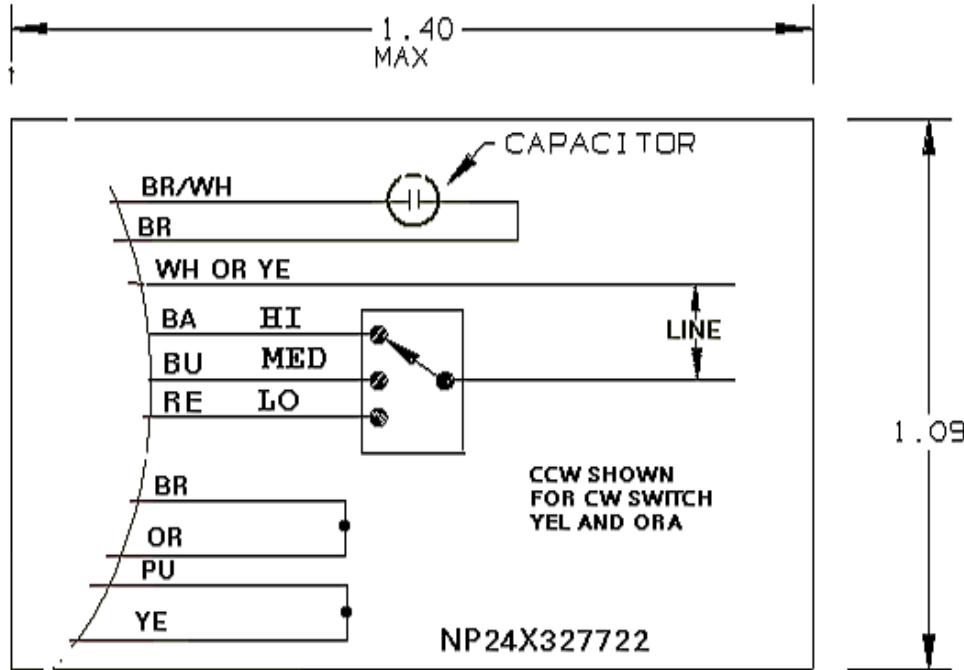 1.40
MAX
CAPACITOR
BR/WH
BR
WH OR YE
BA HI
LINE
BU MED
RE LO
1.09
CCW SHOWN
FOR CW SWITCH
YEL AND ORA
BR
OR
PU
YE
NP24X327722